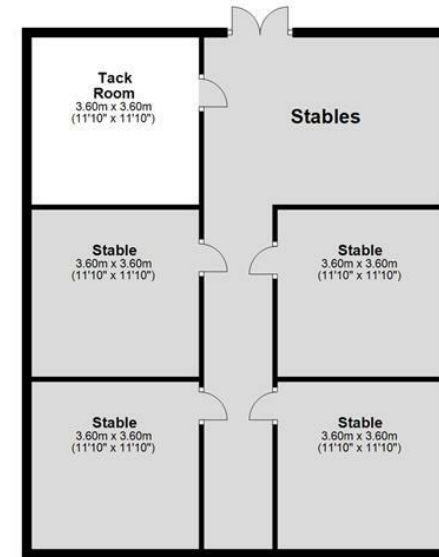 Tack
Room
3.60m x 3.60m
(11'10" x 11'10")
Stables
Stable
3.60m x 3.60m
(11'10" x 11'10")
Stable
3.60m x 3.60m
(11'10" x 11'10")
Stable
3.60m x 3.60m
(11'10" x 11'10")
Stable
3.60m x 3.60m
(11'10" x 11'10")